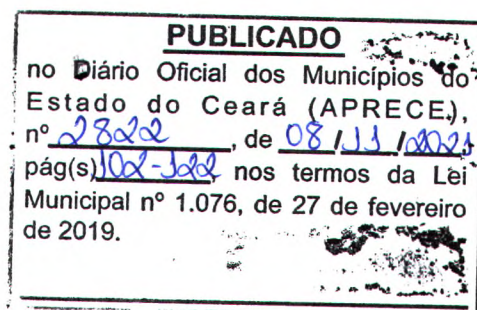 PUBLICADO
no Diário Oficial dos Municípios do
Estado do Ceará (APRECE),
nº 2822, de 08/11/2021,
pág(s) 102-122, nos termos da Lei
Municipal nº 1.076, de 27 de fevereiro
de 2019.